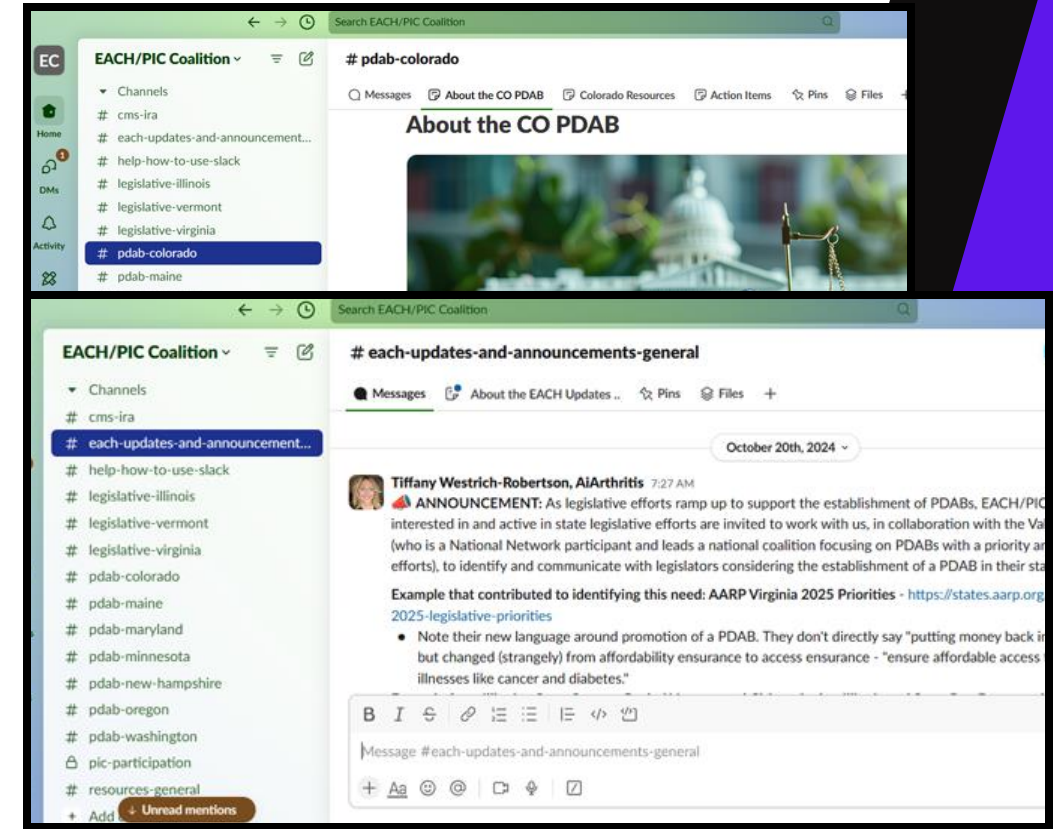 Search EACH/PIC Coalition
EC
EACH/PIC Coalition
# pdab-colorado
Channels
Messages About the CO PDAB Colorado Resources Action Items Pins Files +
# cms-ira
About the CO PDAB
Home
# each-updates-and-announcement...
# help-how-to-use-slack
1
DMs
# legislative-illinois
# legislative-vermont
# legislative-virginia
Activity
# pdab-colorado
# pdab-maine
Search EACH/PIC Coalition
EACH/PIC Coalition
# each-updates-and-announcements-general
Channels
Messages About the EACH Updates .. Pins Files +
# cms-ira
# each-updates-and-announcement...
# help-how-to-use-slack
# legislative-illinois
# legislative-vermont
# legislative-virginia
# pdab-colorado
# pdab-maine
# pdab-maryland
# pdab-minnesota
# pdab-new-hampshire
# pdab-oregon
# pdab-washington
pic-participation
# resources-general
+ Add
↓ Unread mentions
October 20th, 2024
Tiffany Westrich-Robertson, AiArthritis 7:27 AM
📣 ANNOUNCEMENT: As legislative efforts ramp up to support the establishment of PDABs, EACH/PIC
interested in and active in state legislative efforts are invited to work with us, in collaboration with the Va
(who is a National Network participant and leads a national coalition focusing on PDABs with a priority ar
efforts), to identify and communicate with legislators considering the establishment of a PDAB in their sta
Example that contributed to identifying this need: AARP Virginia 2025 Priorities - https://states.aarp.org
2025-legislative-priorities
• Note their new language around promotion of a PDAB. They don't directly say "putting money back in
but changed (strangely) from affordability ensurance to access ensurance - "ensure affordable access
illnesses like cancer and diabetes."
B I S
Message #each-updates-and-announcements-general
+ Aa @